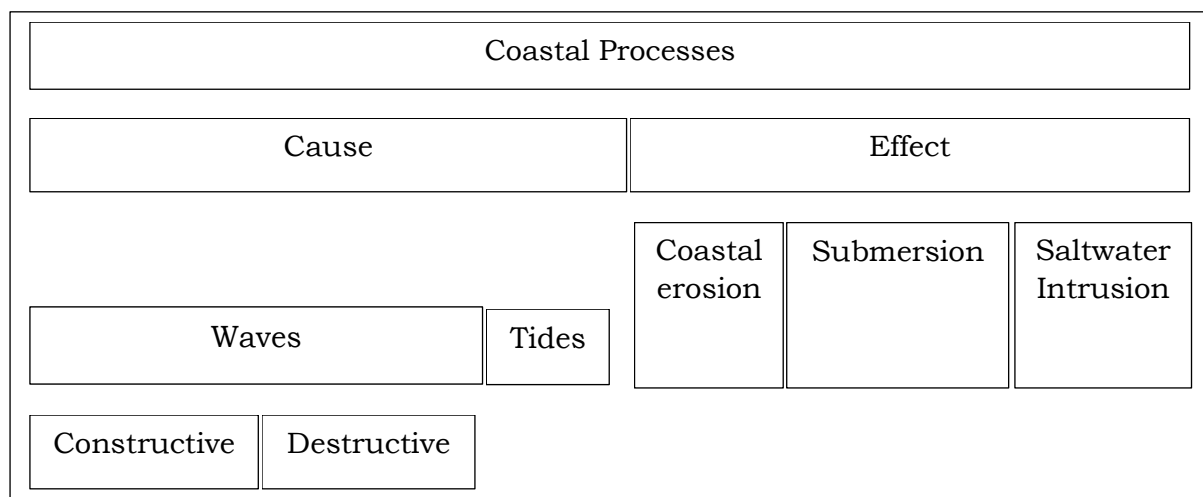 Coastal Processes
Cause
Effect
Coastal
erosion
Submersion
Saltwater
Intrusion
Waves
Tides
Constructive
Destructive